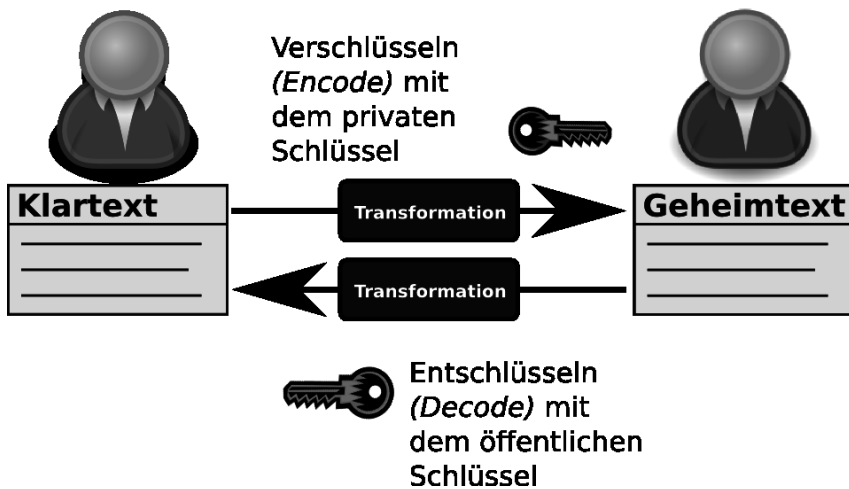 Verschlüsseln
(Encode) mit
dem privaten
Schlüssel
Klartext
Transformation
Geheimtext
Transformation
Entschlüsseln
(Decode) mit
dem öffentlichen
Schlüssel